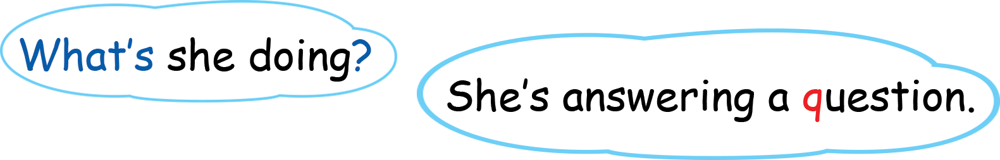 What's she doing?
She's answering a question.